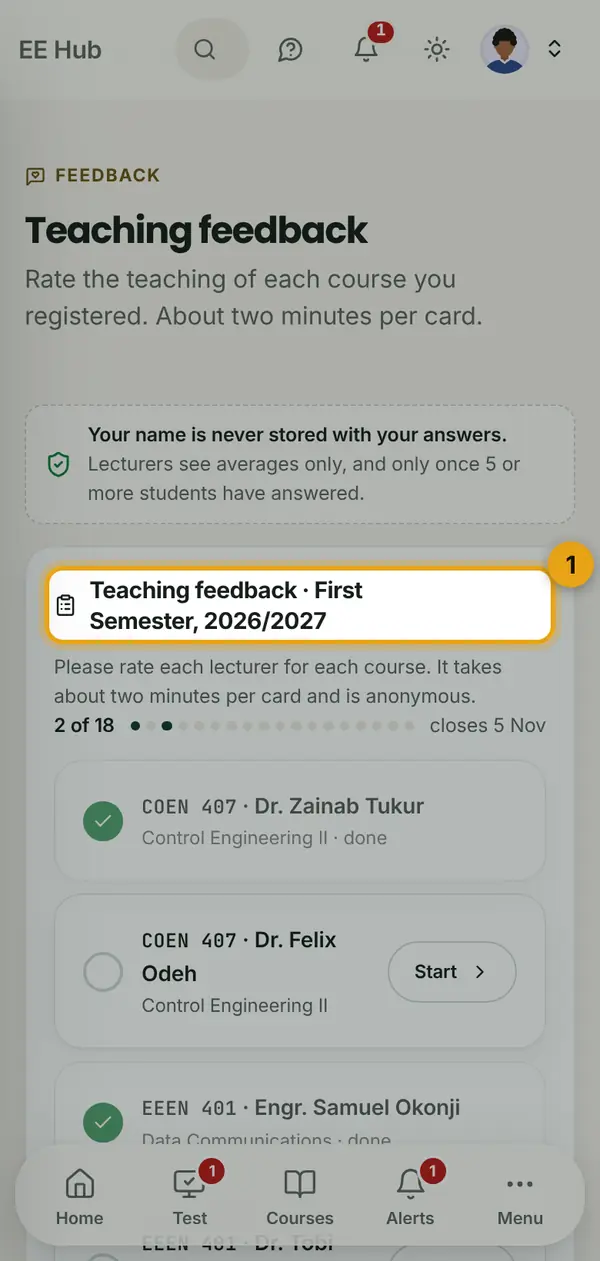 EE Hub
1
FEEDBACK
Teaching feedback
Rate the teaching of each course you
registered. About two minutes per card.
Your name is never stored with your answers.
Lecturers see averages only, and only once 5 or
more students have answered.
1
Teaching feedback · First
Semester, 2026/2027
Please rate each lecturer for each course. It takes
about two minutes per card and is anonymous.
2 of 18
closes 5 Nov
COEN 407 · Dr. Zainab Tukur
Control Engineering II · done
COEN 407 · Dr. Felix
Odeh
Control Engineering II
Start
EEEN 401 · Engr. Samuel Okonji
Data Communications · done
1
1
Home
Test
Courses
Alerts
Menu
EEEN 401 · Dr. Tobi